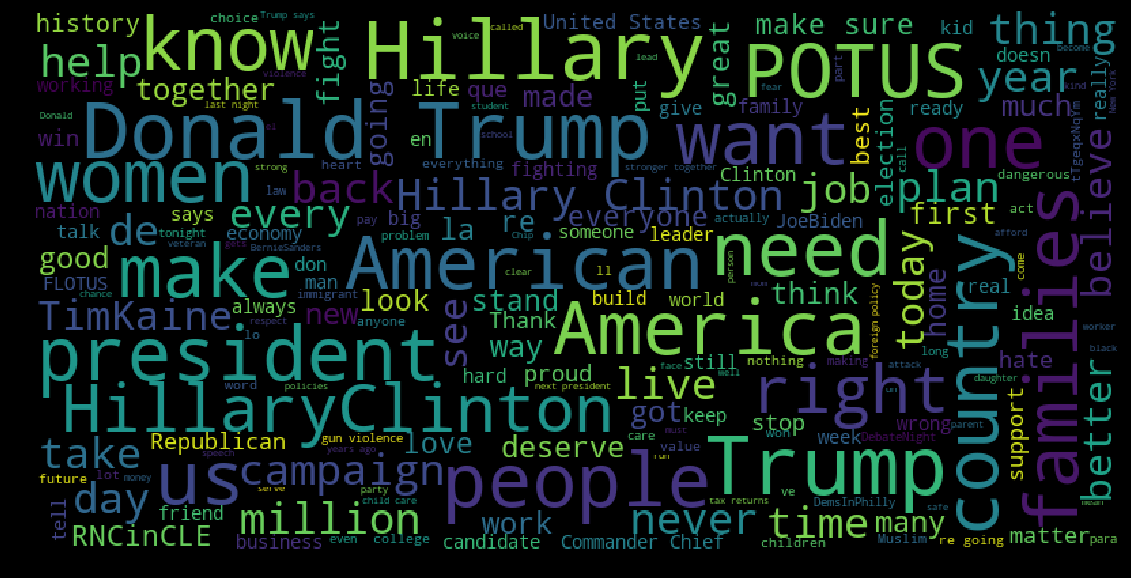 history
choice
Trump says
know
Hillary
voice
called
United States
make sure
kid
thing
help
fight
lead
great
POTUS
doesn
year
really
become
working
violence
together
life
que
made
put
give
family
ready
much
part
fear
kind
New York
last night
Donald
win
Donald Trump
student
going
en
school
want
best
election
one
believe
tTgeqxNqYm
women
strong
heart
everything
fighting
stronger together
Clinton
job
call
plan
dangerous
back
Hillary Clinton
nation
law
says
every
pay
big
re
everyone
actually
JoeBiden
first
act
de
talk
tonight
economy
veteran
gets
BernieSanders
problem
la
Chip
someone
leader
need
today
afford
families
good
make
don
man
American
clear
ll
person
country
come
FLOTUS
chance
immigrant
always
look
see
stand
build
world
think
foreign policy
home
real
idea
TimKaine
new
anyone
Thank
America
lo
respect
way
still
nothing
making
long
worker
president
hard
proud
face
well
attack
hate
black
word
policies
next president
live
right
daughter
better
HillaryClinton
got
keep
stop
won
wrong
parent
support
Republican
gun violence
love
deserve
care
must
week
DebateNight
take
years ago
value
run
Trump
future
lot
money
us
speech
campaign
people
ve
mean
day
serve
party
child care
tax returns
DemsInPhilly
safe
tell
friend
million
work
never
time
many
RNCinCLE
business
even
college
candidate
Commander Chief
children
Muslim
re going
matter
para